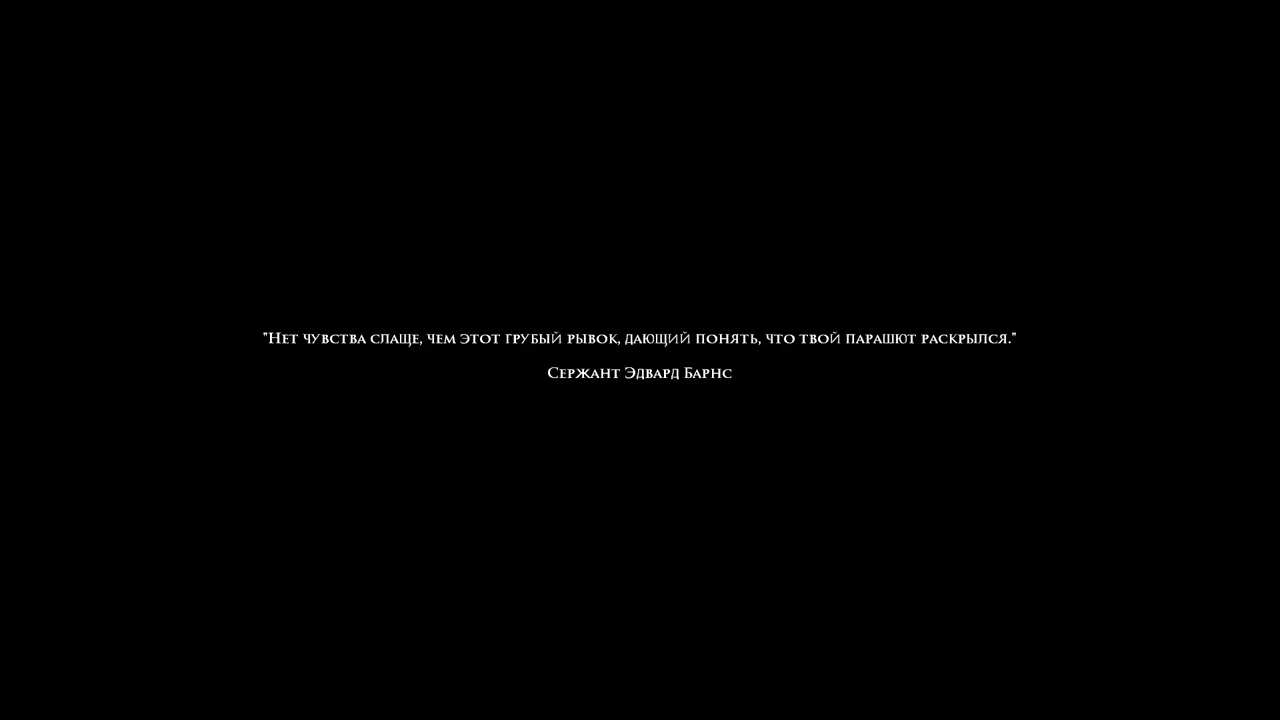 "Нет чувства слаще, чем этот грубый рывок, дающий понять, что твой парашют раскрылся."
Сержант Эдвард Барнс